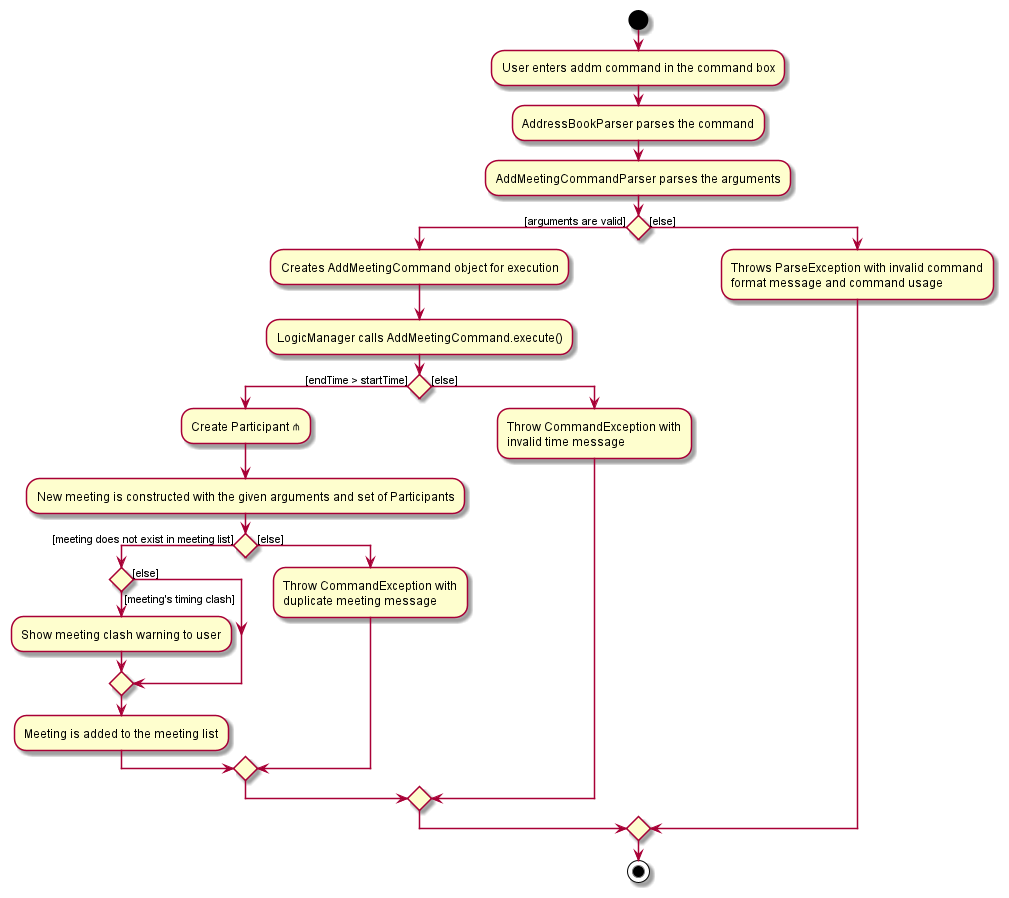 User enters addm command in the command box
AddressBookParser parses the command
AddMeetingCommandParser parses the arguments
[arguments are valid]
[else]
Creates AddMeetingCommand object for execution
Throws ParseException with invalid command
format message and command usage
LogicManager calls AddMeetingCommand.execute()
[endTime > startTime]
[else]
Create Participant ⋔
Throw CommandException with
invalid time message
New meeting is constructed with the given arguments and set of Participants
[meeting does not exist in meeting list]
[else]
[else]
[meeting's timing clash]
Throw CommandException with
duplicate meeting message
Show meeting clash warning to user
Meeting is added to the meeting list